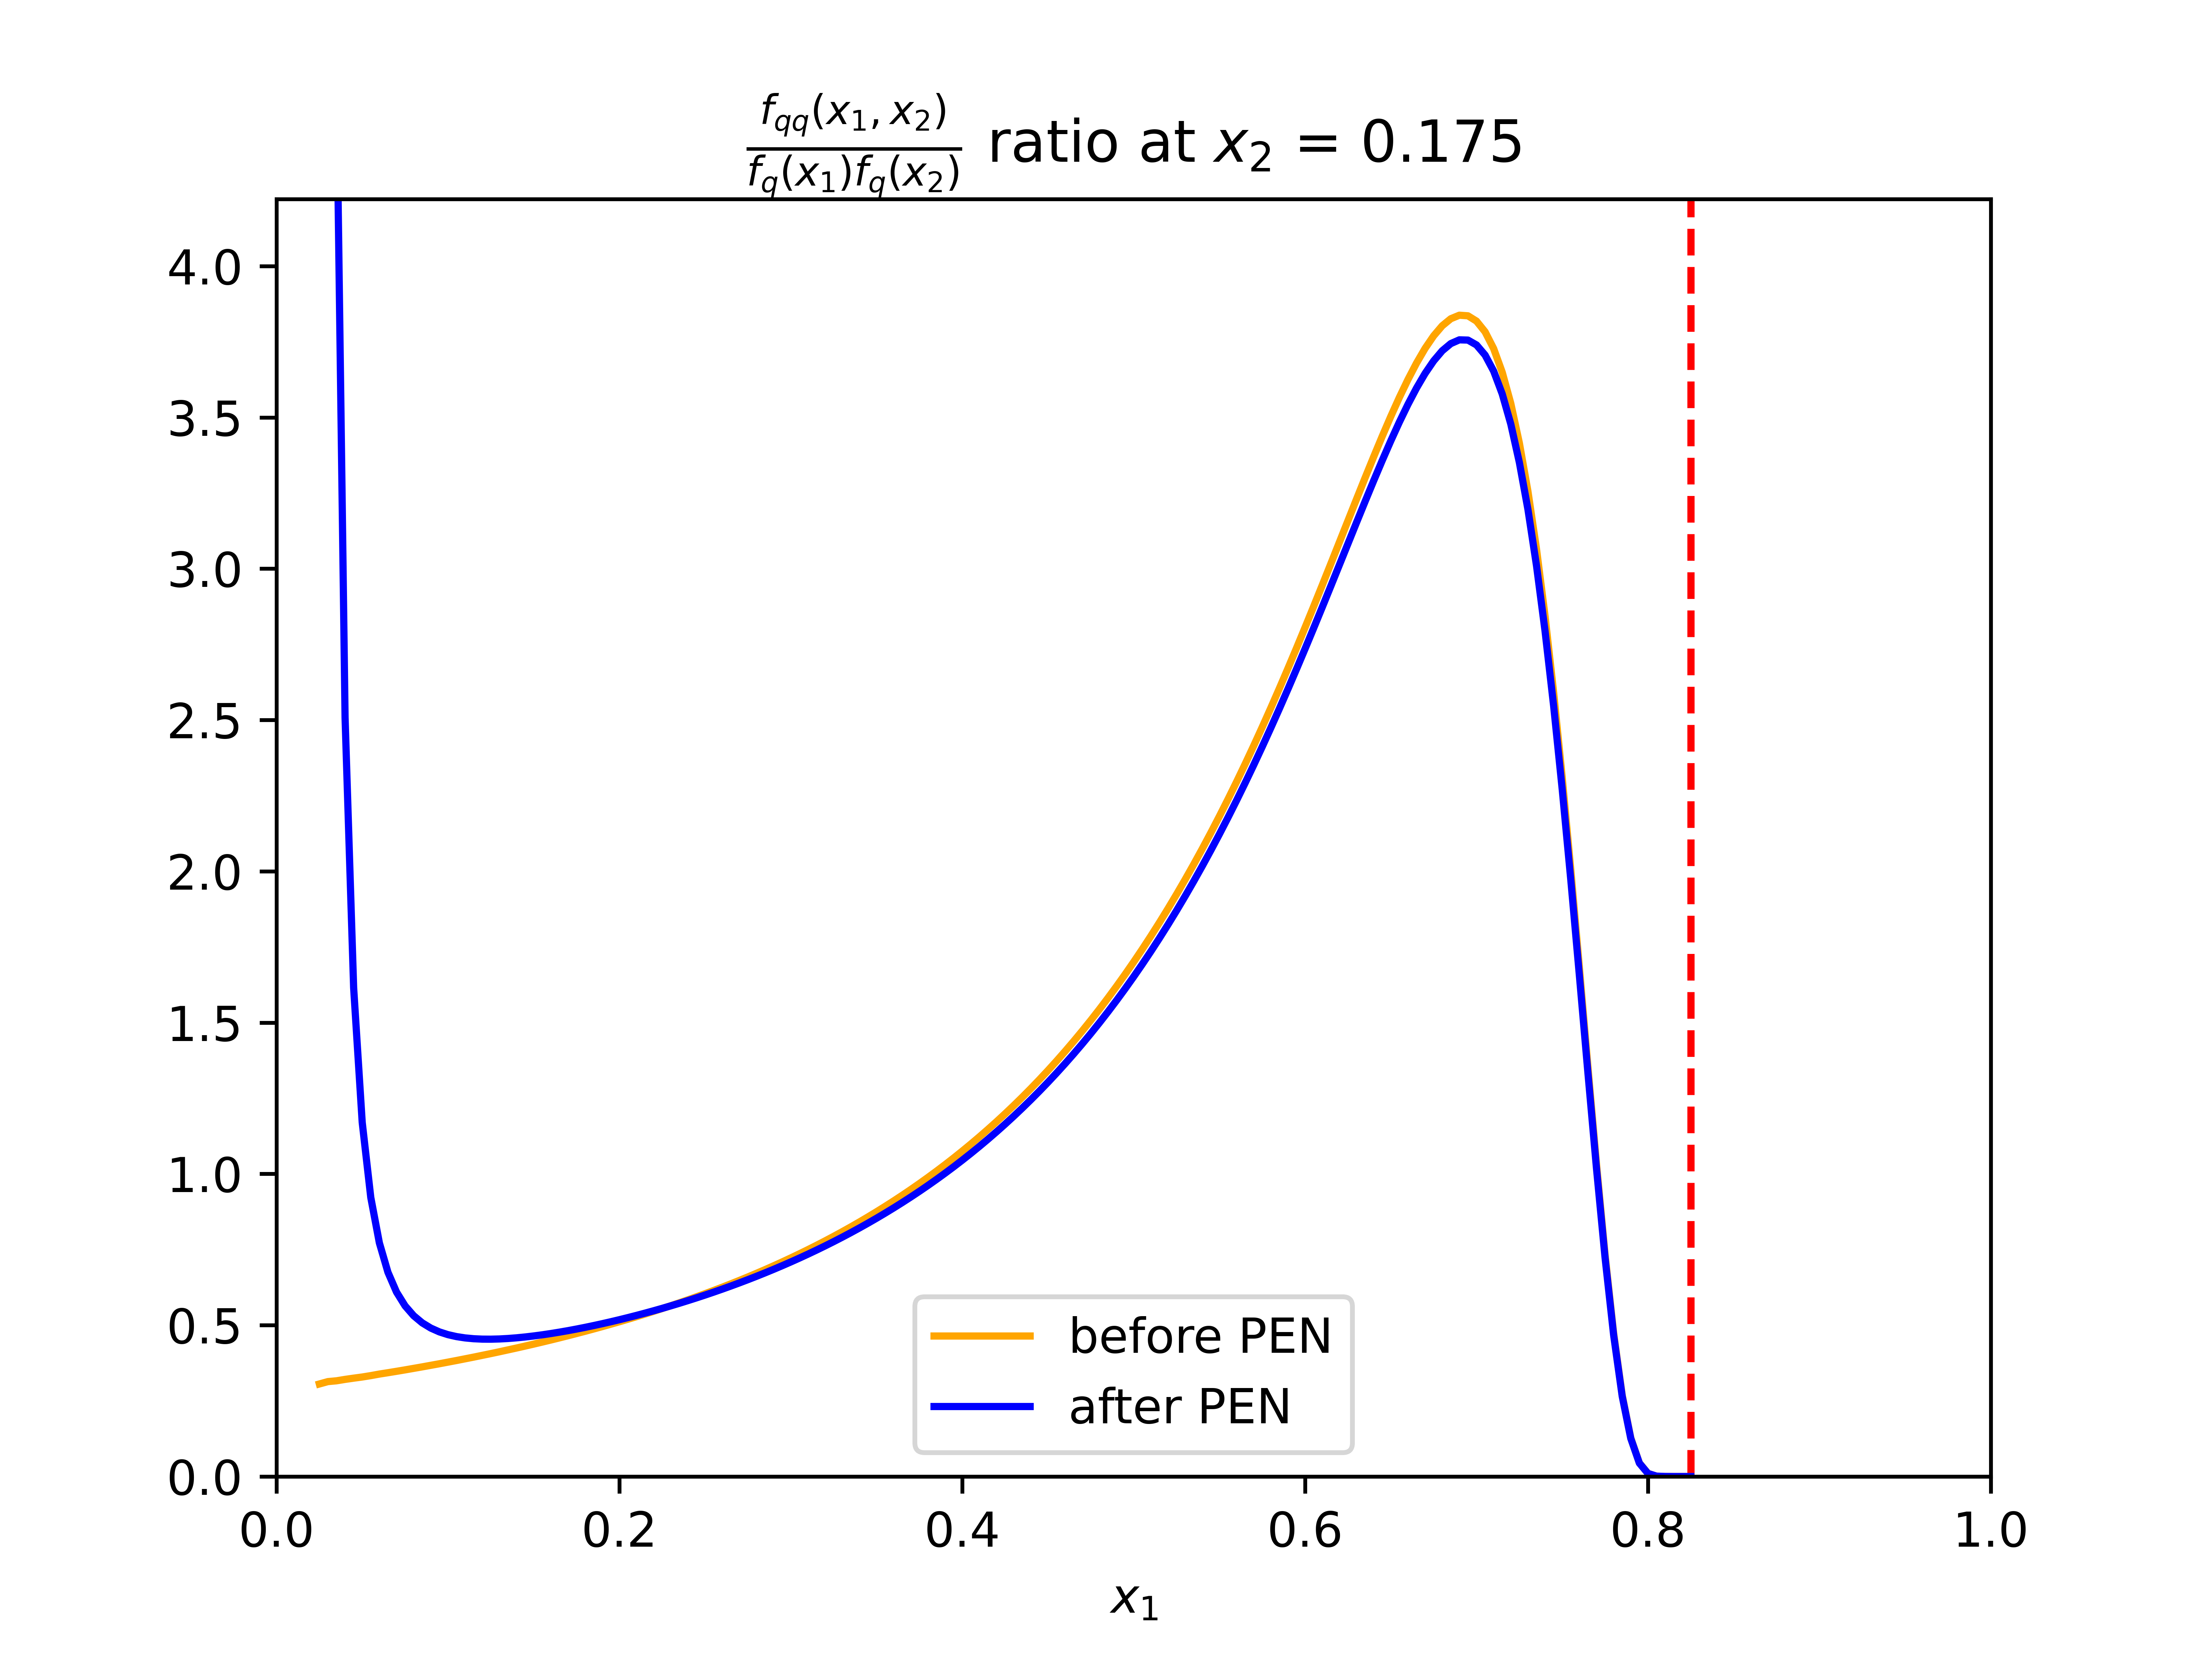 f_{qq}(x_1, x_2)
f_q(x_1)f_q(x_2) ratio at x_2 = 0.175
4.0
3.5
3.0
2.5
2.0
1.5
1.0
0.5
0.0
before PEN
after PEN
0.0 0.2 0.4 0.6 0.8 1.0
x_1